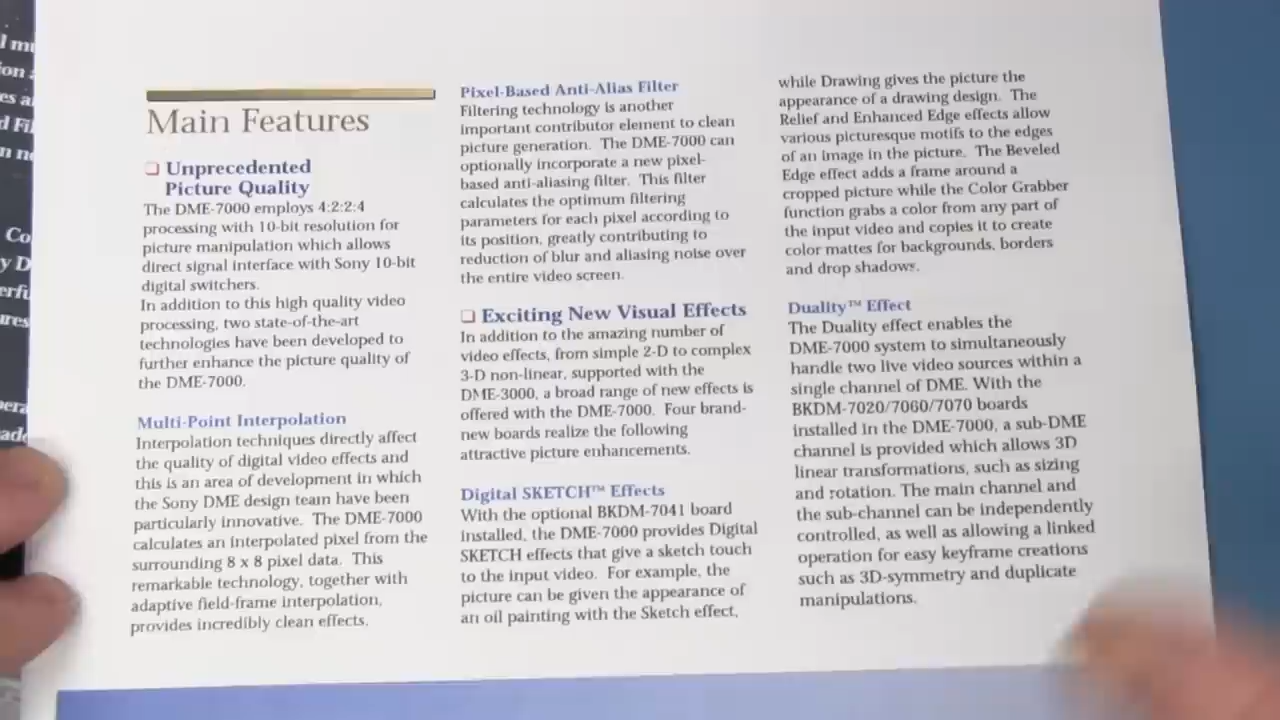 Main Features
❏ Unprecedented
Picture Quality
The DME-7000 employs 4:2:2:4
processing with 10-bit resolution for
picture manipulation which allows
direct signal interface with Sony 10-bit
digital switchers.
In addition to this high quality video
processing, two state-of-the-art
technologies have been developed to
further enhance the picture quality of
the DME-7000.
Multi-Point Interpolation
Interpolation techniques directly affect
the quality of digital video effects and
this is an area of development in which
the Sony DME design team have been
particularly innovative. The DME-7000
calculates an interpolated pixel from the
surrounding 8 x 8 pixel data. This
remarkable technology, together with
adaptive field-frame interpolation,
provides incredibly clean effects.
Pixel-Based Anti-Alias Filter
Filtering technology is another
important contributor element to clean
picture generation. The DME-7000 can
optionally incorporate a new pixel-
based anti-aliasing filter. This filter
calculates the optimum filtering
parameters for each pixel according to
its position, greatly contributing to
reduction of blur and aliasing noise over
the entire video screen.
❏ Exciting New Visual Effects
In addition to the amazing number of
video effects, from simple 2-D to complex
3-D non-linear, supported with the
DME-3000, a broad range of new effects is
offered with the DME-7000. Four brand-
new boards realize the following
attractive picture enhancements.
Digital SKETCH™ Effects
With the optional BKDM-7041 board
installed, the DME-7000 provides Digital
SKETCH effects that give a sketch touch
to the input video. For example, the
picture can be given the appearance of
an oil painting with the Sketch effect,
while Drawing gives the picture the
appearance of a drawing design. The
Relief and Enhanced Edge effects allow
various picturesque motifs to the edges
of an image in the picture. The Beveled
Edge effect adds a frame around a
cropped picture while the Color Grabber
function grabs a color from any part of
the input video and copies it to create
color mattes for backgrounds, borders
and drop shadows.
Duality™ Effect
The Duality effect enables the
DME-7000 system to simultaneously
handle two live video sources within a
single channel of DME. With the
BKDM-7020/7060/7070 boards
installed in the DME-7000, a sub-DME
channel is provided which allows 3D
linear transformations, such as sizing
and rotation. The main channel and
the sub-channel can be independently
controlled, as well as allowing a linked
operation for easy keyframe creations
such as 3D-symmetry and duplicate
manipulations.